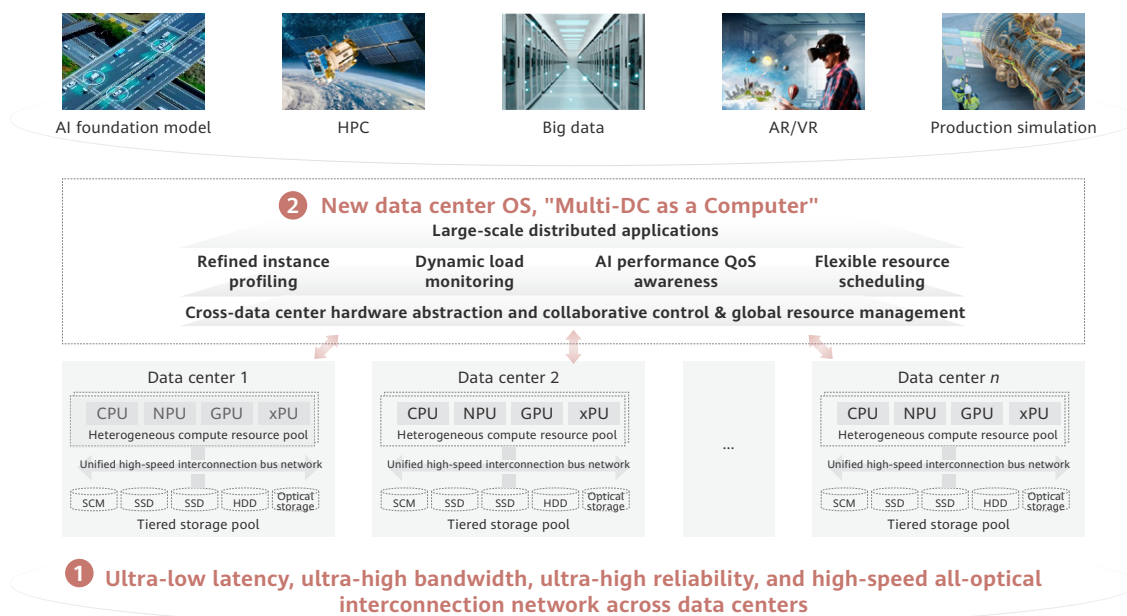 AI foundation model
HPC
Big data
AR/VR
Production simulation
2 New data center OS, "Multi-DC as a Computer"
Large-scale distributed applications
Refined instance
profiling
Dynamic load
monitoring
AI performance QoS
awareness
Flexible resource
scheduling
Cross-data center hardware abstraction and collaborative control & global resource management
Data center 1
CPU NPU GPU xPU
Heterogeneous compute resource pool
Unified high-speed interconnection bus network
SCM SSD SSD HDD Optical
storage
Tiered storage pool
Data center 2
CPU NPU GPU xPU
Heterogeneous compute resource pool
Unified high-speed interconnection bus network
SCM SSD SSD HDD Optical
storage
Tiered storage pool
...
Data center n
CPU NPU GPU xPU
Heterogeneous compute resource pool
Unified high-speed interconnection bus network
SCM SSD SSD HDD Optical
storage
Tiered storage pool
1 Ultra-low latency, ultra-high bandwidth, ultra-high reliability, and high-speed all-optical
interconnection network across data centers